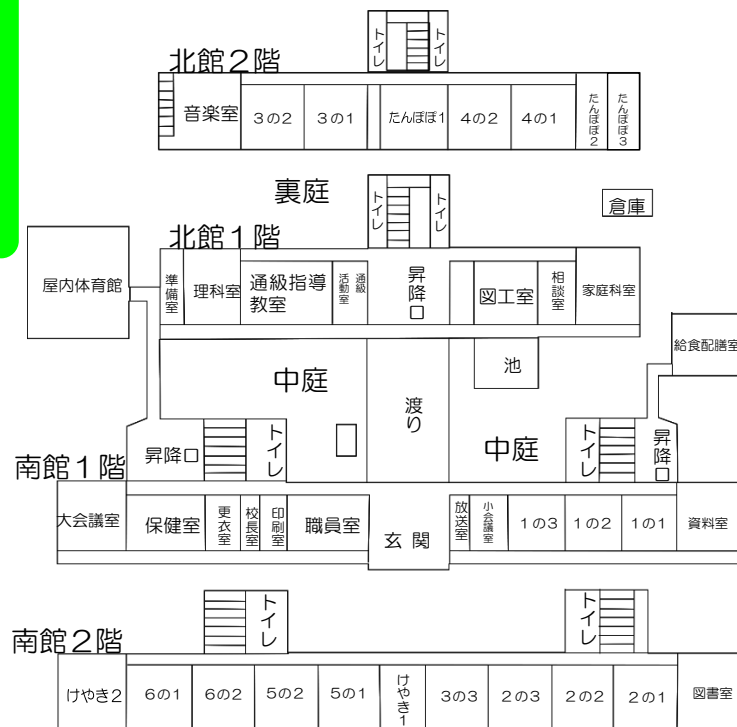 トイレ
トイレ
北館２階
音楽室
３の２
３の１
たんぽぽ１
４の２
４の１
たんぽぽ２
たんぽぽ３
裏庭
トイレ
トイレ
倉庫
北館１階
屋内体育館
準備室
理科室
通級指導
教室
通級
活動室
昇降口
図工室
相談室
家庭科室
給食配膳室
中庭
渡り
池
中庭
昇降口
トイレ
トイレ
昇降口
南館１階
大会議室
保健室
更衣室
校長室
印刷室
職員室
玄関
放送室
小会議室
１の３
１の２
１の１
資料室
トイレ
トイレ
南館２階
けやき２
６の１
６の２
５の２
５の１
けやき１
３の３
２の３
２の２
２の１
図書室